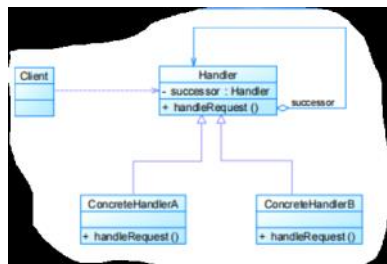 Client
Handler
- successor : Handler
+ handleRequest ()
successor
ConcreteHandlerA
+ handleRequest ()
ConcreteHandlerB
+ handleRequest ()